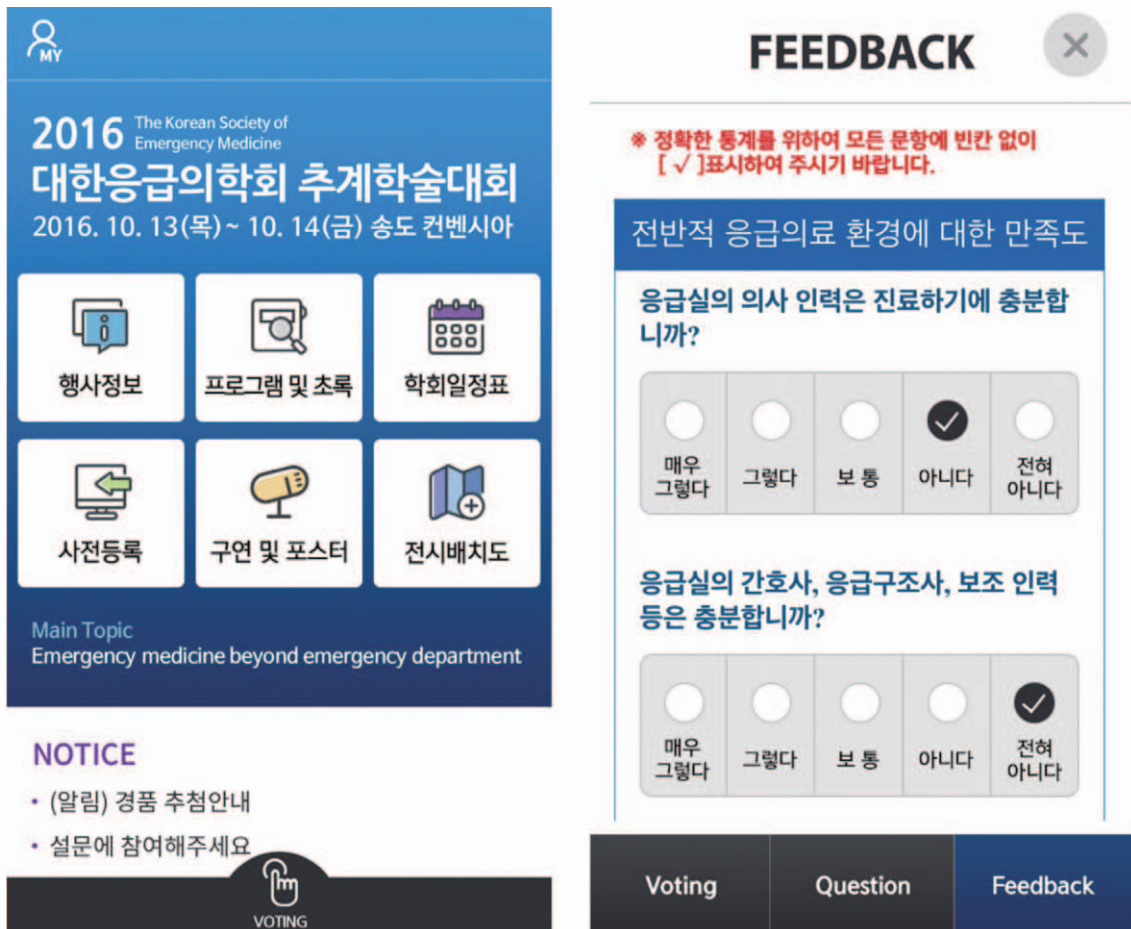 MY
2016 The Korean Society of
Emergency Medicine
대한응급의학회 추계학술대회
2016. 10. 13(목) ~ 10. 14(금) 송도 컨벤시아
행사정보
프로그램 및 초록
학회일정표
사전등록
구연 및 포스터
전시배치도
Main Topic
Emergency medicine beyond emergency department
NOTICE
• (알림) 경품 추첨안내
• 설문에 참여해주세요
VOTING
FEEDBACK
※ 정확한 통계를 위하여 모든 문항에 빈칸 없이
[ √ ]표시하여 주시기 바랍니다.
전반적 응급의료 환경에 대한 만족도
응급실의 의사 인력은 진료하기에 충분합
니까?
매우
그렇다
그렇다
보 통
아니다
전혀
아니다
응급실의 간호사, 응급구조사, 보조 인력
등은 충분합니까?
매우
그렇다
그렇다
보 통
아니다
전혀
아니다
Voting
Question
Feedback